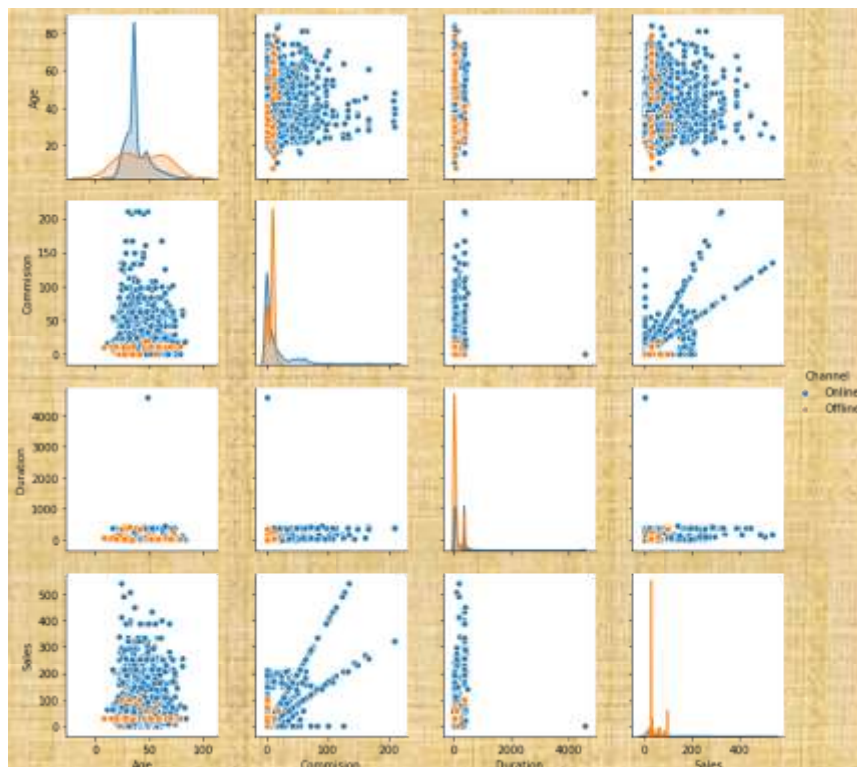 80
60
40
20
Age
200
150
100
50
0
Commision
4000
3000
2000
1000
0
Duration
500
400
300
200
100
0
Sales
0 50 100
Age
0 100 200
Commision
0 2000 4000
Duration
0 200 400
Sales
Channel
Online
Offline